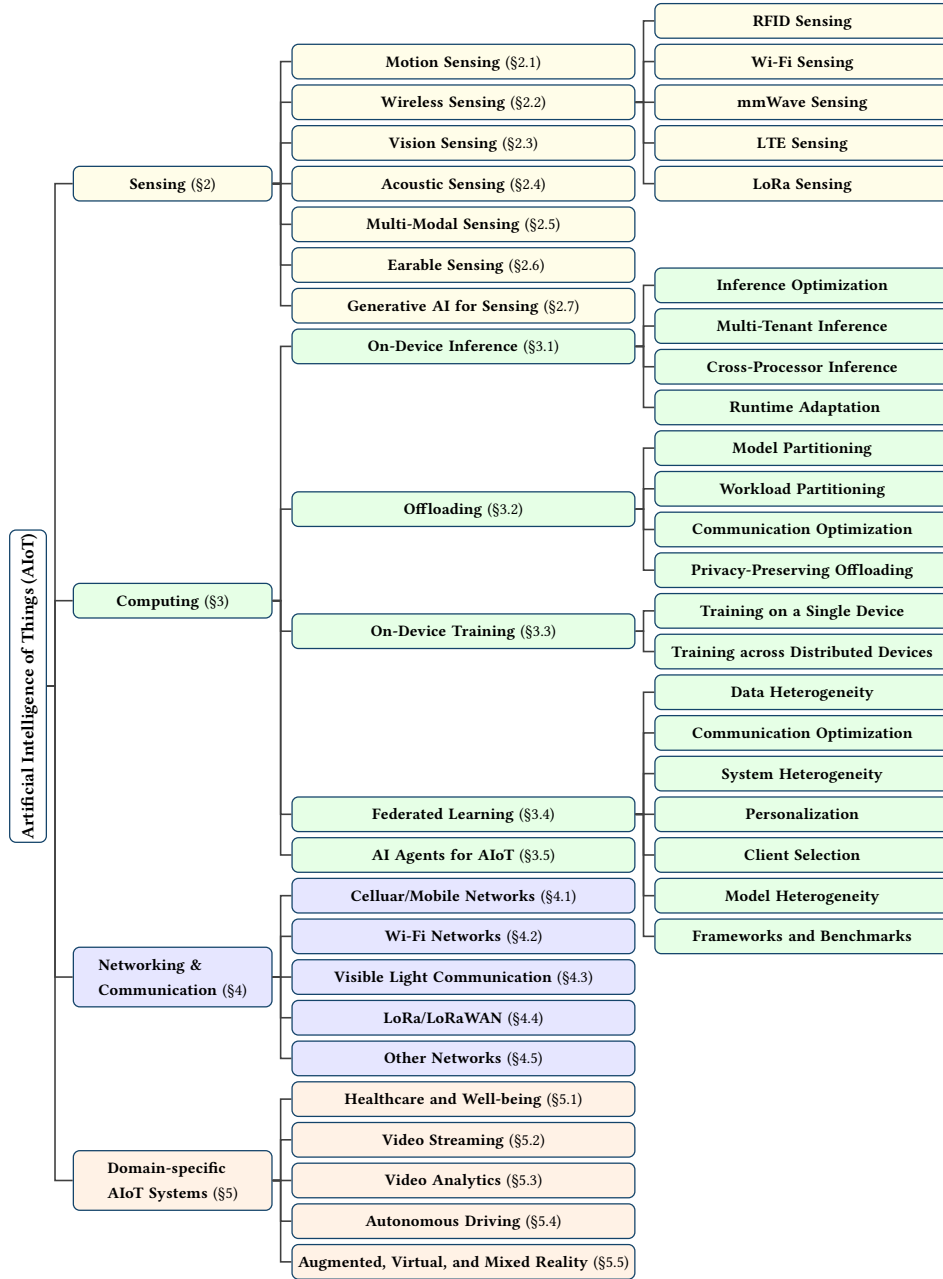 Artificial Intelligence of Things (AIoT)
Sensing (§2)
Motion Sensing (§2.1)
Wireless Sensing (§2.2)
RFID Sensing
Wi-Fi Sensing
mmWave Sensing
LTE Sensing
LoRa Sensing
Vision Sensing (§2.3)
Acoustic Sensing (§2.4)
Multi-Modal Sensing (§2.5)
Earable Sensing (§2.6)
Generative AI for Sensing (§2.7)
Computing (§3)
On-Device Inference (§3.1)
Inference Optimization
Multi-Tenant Inference
Cross-Processor Inference
Runtime Adaptation
Offloading (§3.2)
Model Partitioning
Workload Partitioning
Communication Optimization
Privacy-Preserving Offloading
On-Device Training (§3.3)
Training on a Single Device
Training across Distributed Devices
Federated Learning (§3.4)
Data Heterogeneity
Communication Optimization
System Heterogeneity
Personalization
Client Selection
Model Heterogeneity
Frameworks and Benchmarks
AI Agents for AIoT (§3.5)
Networking &
Communication (§4)
Celluar/Mobile Networks (§4.1)
Wi-Fi Networks (§4.2)
Visible Light Communication (§4.3)
LoRa/LoRaWAN (§4.4)
Other Networks (§4.5)
Domain-specific
AIoT Systems (§5)
Healthcare and Well-being (§5.1)
Video Streaming (§5.2)
Video Analytics (§5.3)
Autonomous Driving (§5.4)
Augmented, Virtual, and Mixed Reality (§5.5)